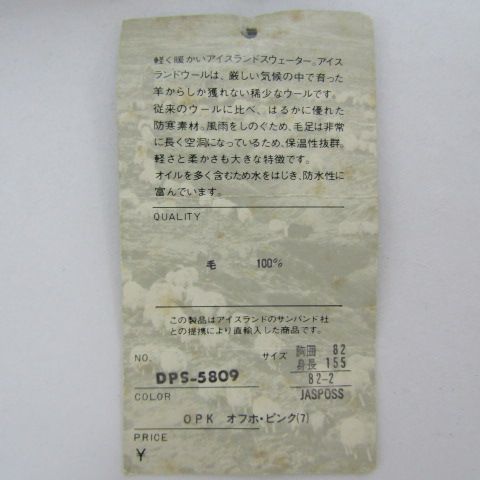 軽く暖かいアイスランドスウェーター。アイス
ランドウールは、厳しい気候の中で育った
羊からしか獲れない稀少なウールです。
従来のウールに比べ、はるかに優れた
防寒素材。風雨をしのぐため、毛足は非常
に長く空洞になっているため、保温性抜群。
軽さと柔かさも大きな特徴です。
オイルを多く含むため水をはじき、防水性に
富んでいます。
QUALITY
毛 100%
この製品はアイスランドのサンバンド社
との提携により直輸入した商品です。
NO. DPS-5809
サイズ 胸囲 82
身長 155
82-2
JASPOSS
COLOR
OPK オフホ・ピンク(7)
PRICE
¥